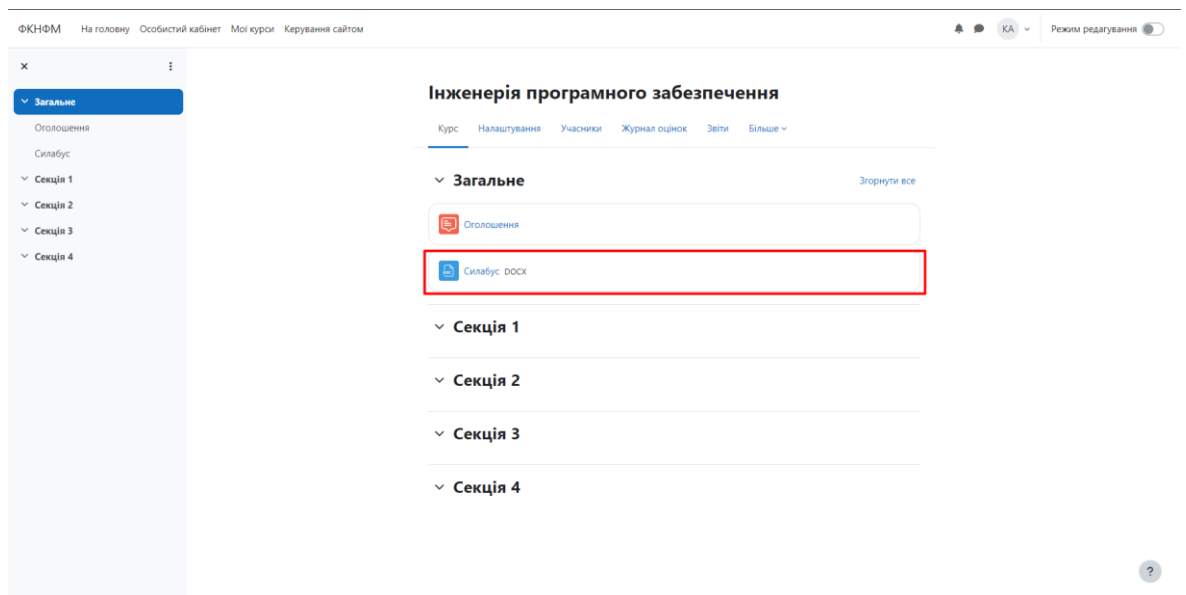 ФКНФМ На головну Особистий кабінет Мої курси Керування сайтом КА Режим редагування
Загальне
Оголошення
Силабус
Секція 1
Секція 2
Секція 3
Секція 4
Інженерія програмного забезпечення
Курс Налаштування Учасники Журнал оцінок Звіти Більше
Загальне Згорнути все
Оголошення
Силабус DOCX
Секція 1
Секція 2
Секція 3
Секція 4
?